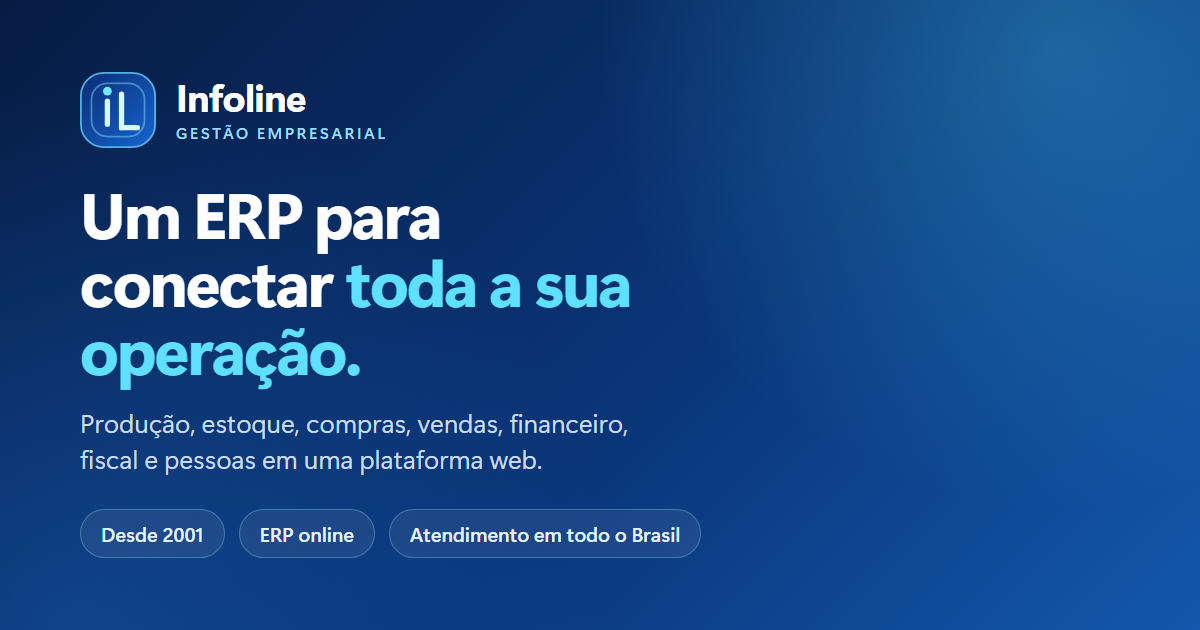 iL
Infoline
GESTÃO EMPRESARIAL
Um ERP para
conectar toda a sua
operação.
Produção, estoque, compras, vendas, financeiro,
fiscal e pessoas em uma plataforma web.
Desde 2001
ERP online
Atendimento em todo o Brasil